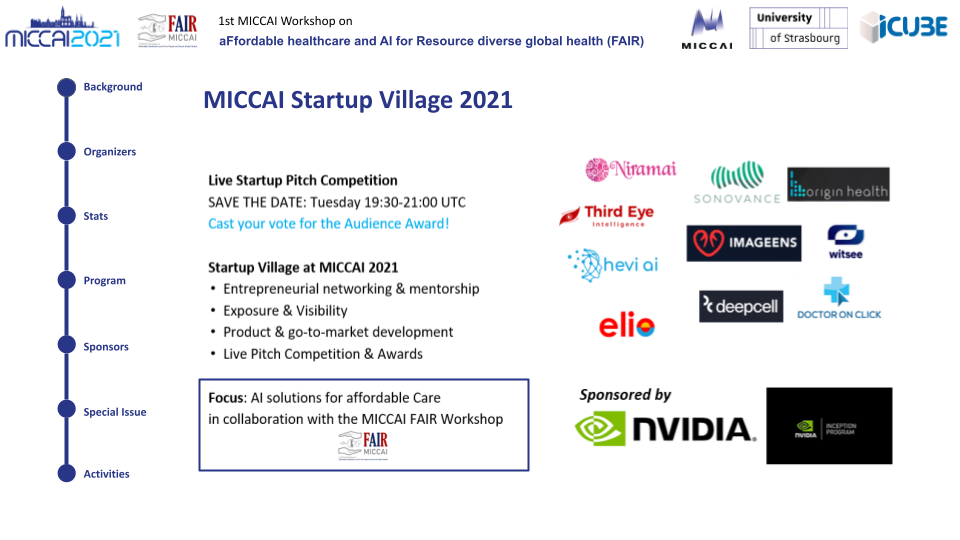 MICCAI2021
FAIR
MICCAI
1st MICCAI Workshop on
aFfordable healthcare and AI for Resource diverse global health (FAIR)
MICCAI
University
of Strasbourg
iCUBE
Background
Organizers
Stats
Program
Sponsors
Special Issue
Activities
MICCAI Startup Village 2021
Live Startup Pitch Competition
SAVE THE DATE: Tuesday 19:30-21:00 UTC
Cast your vote for the Audience Award!
Startup Village at MICCAI 2021
• Entrepreneurial networking & mentorship
• Exposure & Visibility
• Product & go-to-market development
• Live Pitch Competition & Awards
Focus: AI solutions for affordable Care
in collaboration with the MICCAI FAIR Workshop
FAIR
MICCAI
Niramai
SONOVANCE
origin health
Third Eye
Intelligence
IMAGEENS
witsee
hevi ai
deepcell
DOCTOR ON CLICK
elio
Sponsored by
NVIDIA.
NVIDIA
INCEPTION
PROGRAM